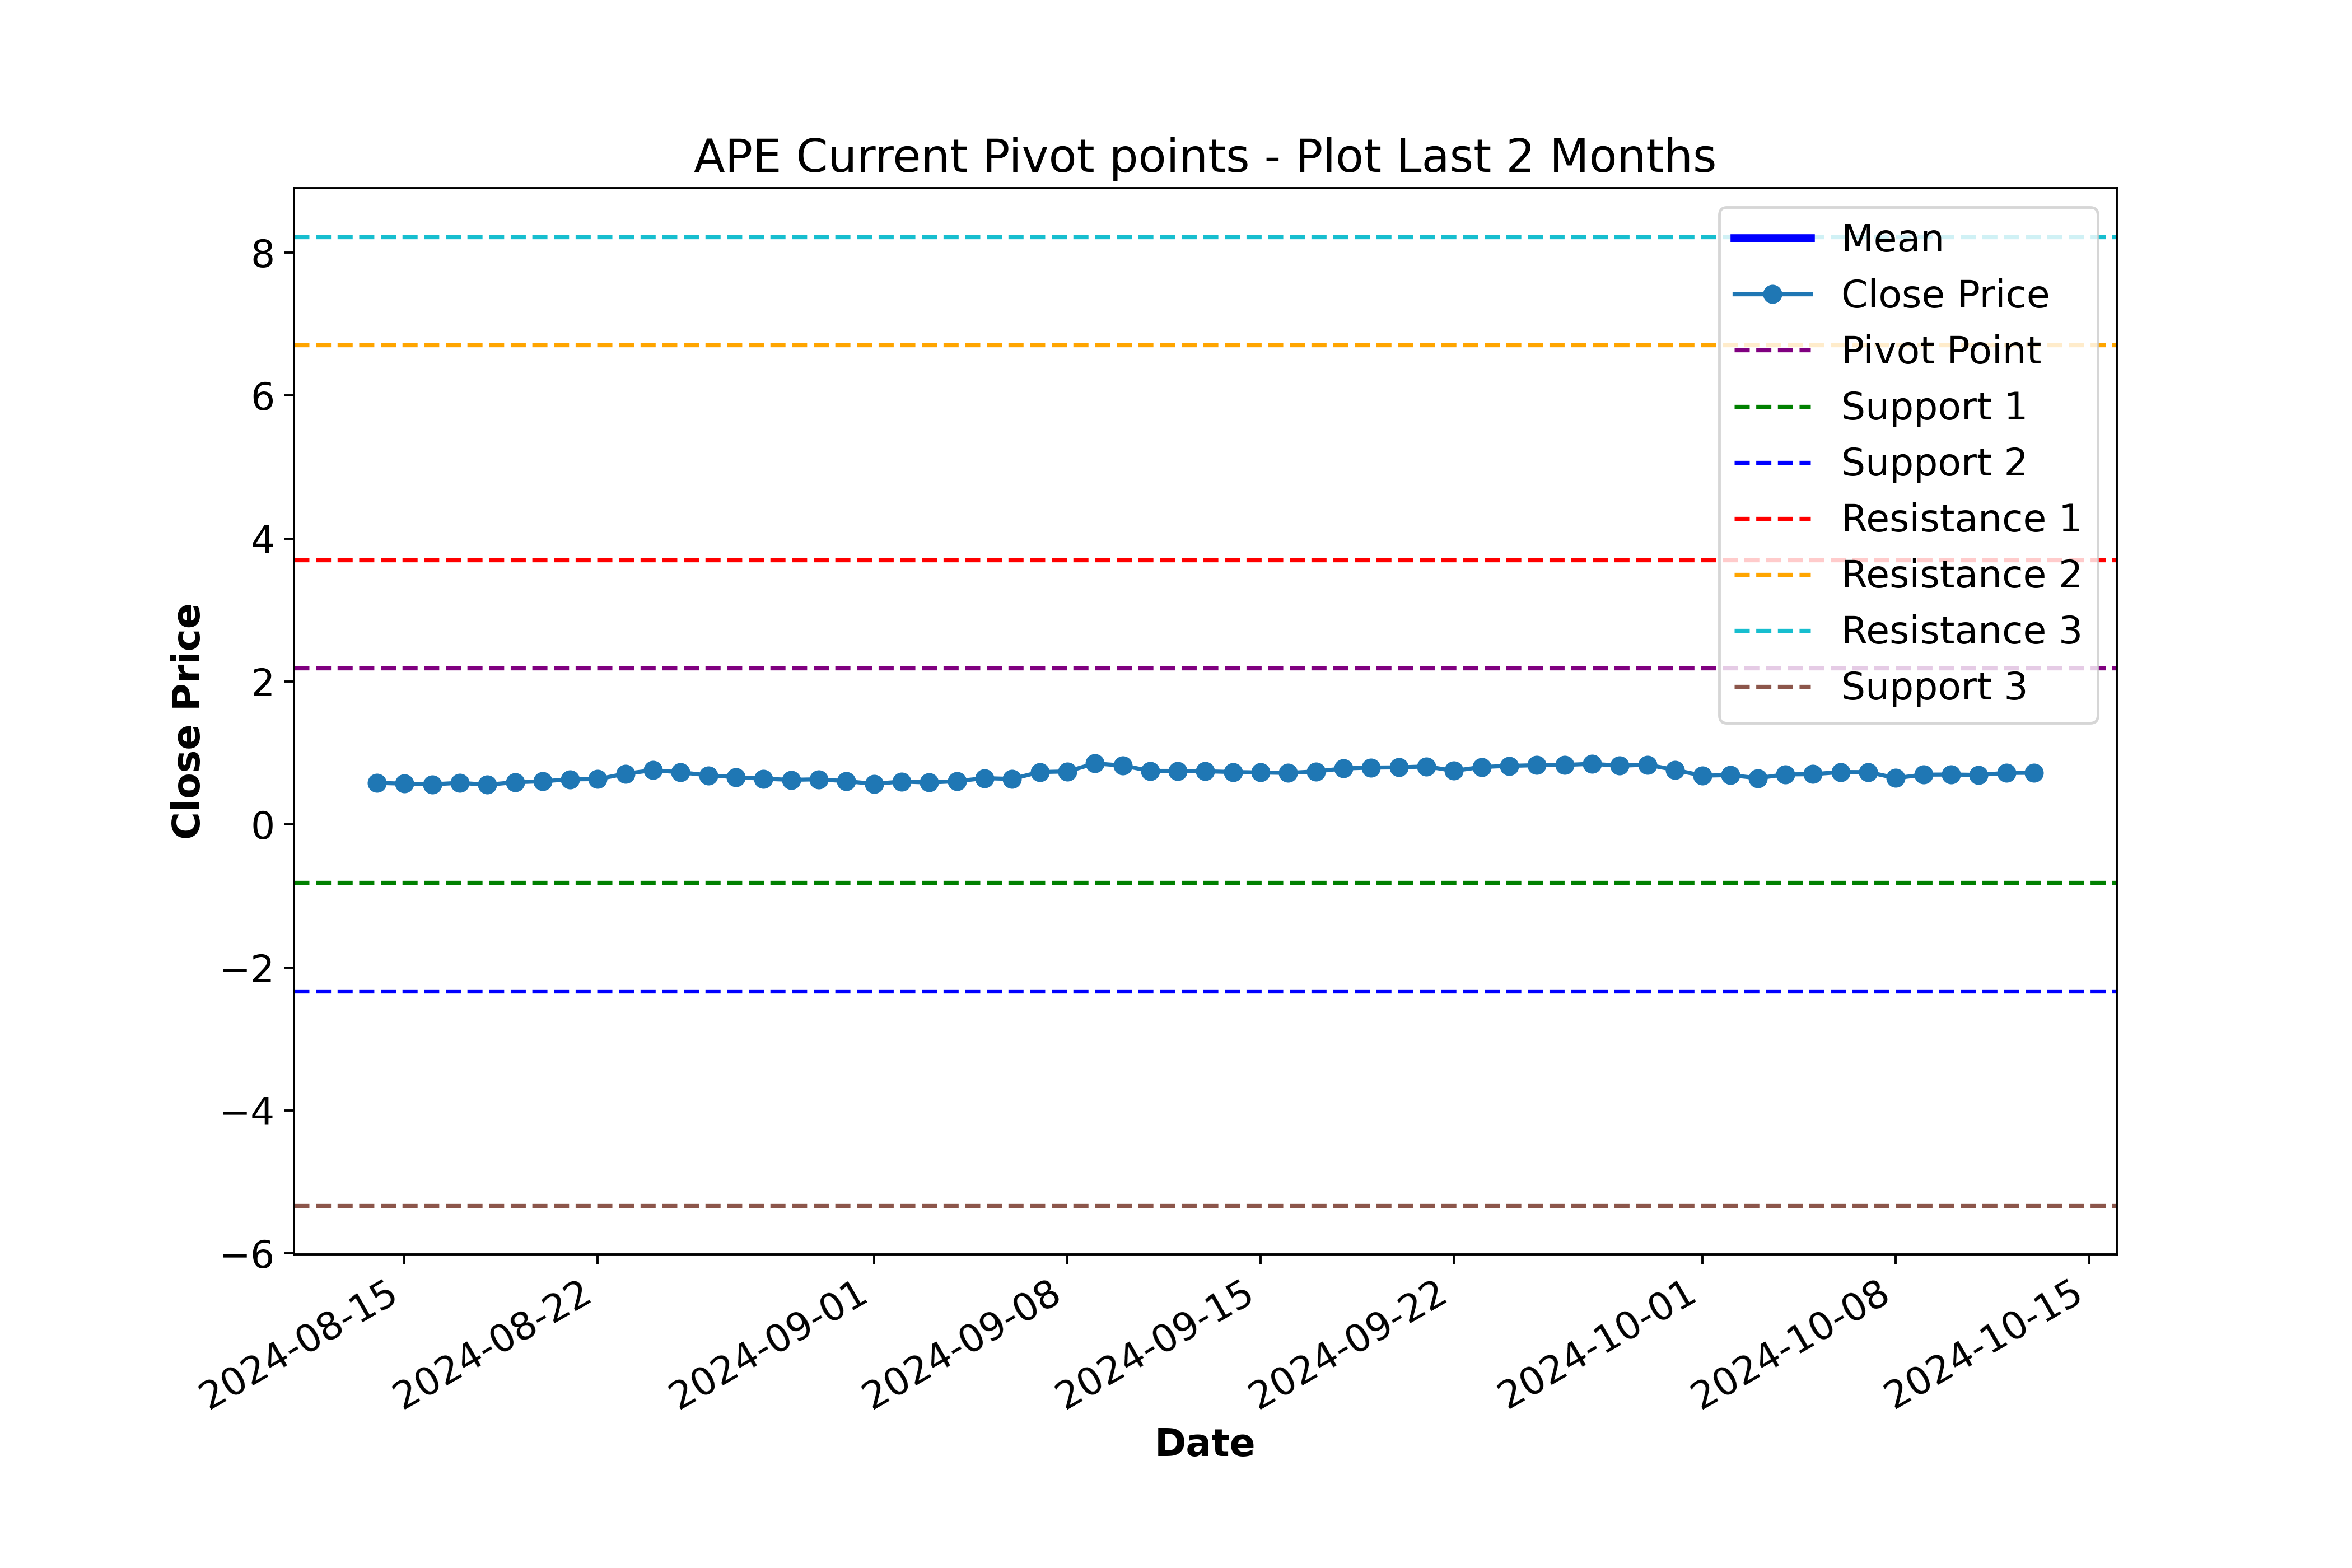 APE Current Pivot points - Plot Last 2 Months
Mean
Close Price
Pivot Point
Support 1
Support 2
Resistance 1
Resistance 2
Resistance 3
Support 3
Close Price
8
6
4
2
0
−2
−4
−6
2024-08-15
2024-08-22
2024-09-01
2024-09-08
2024-09-15
2024-09-22
2024-10-01
2024-10-08
2024-10-15
Date